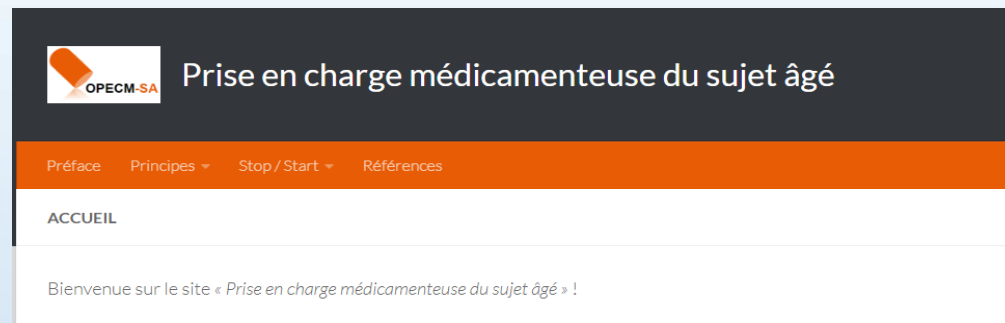 OPECM-SA
Prise en charge médicamenteuse du sujet âgé
Préface Principes Stop / Start Références
ACCUEIL
Bienvenue sur le site « Prise en charge médicamenteuse du sujet âgé » !